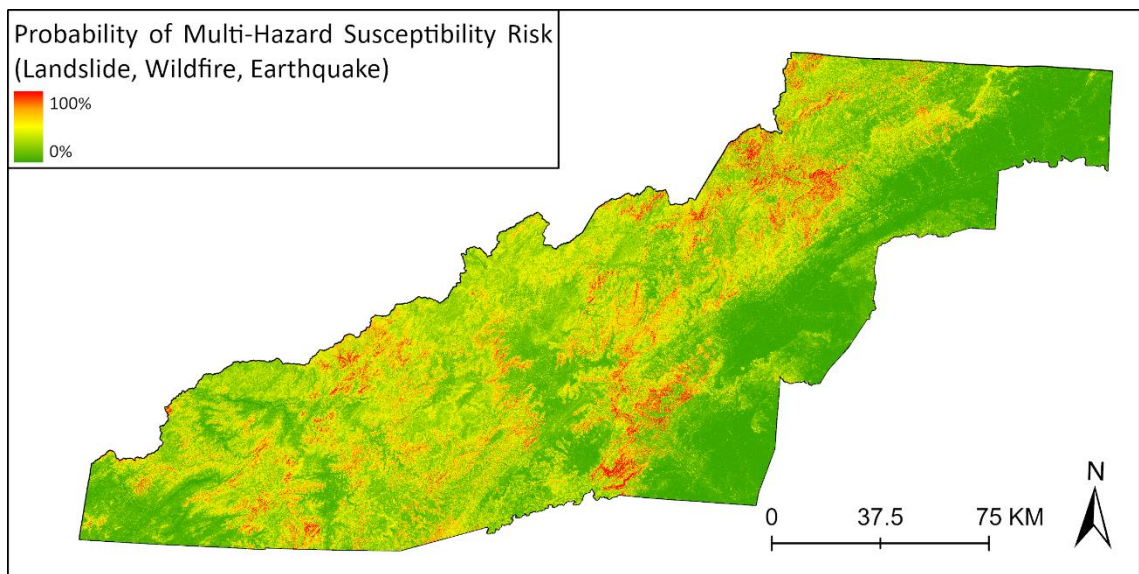 Probability of Multi-Hazard Susceptibility Risk
(Landslide, Wildfire, Earthquake)
100%
0%
N
0 37.5 75 KM